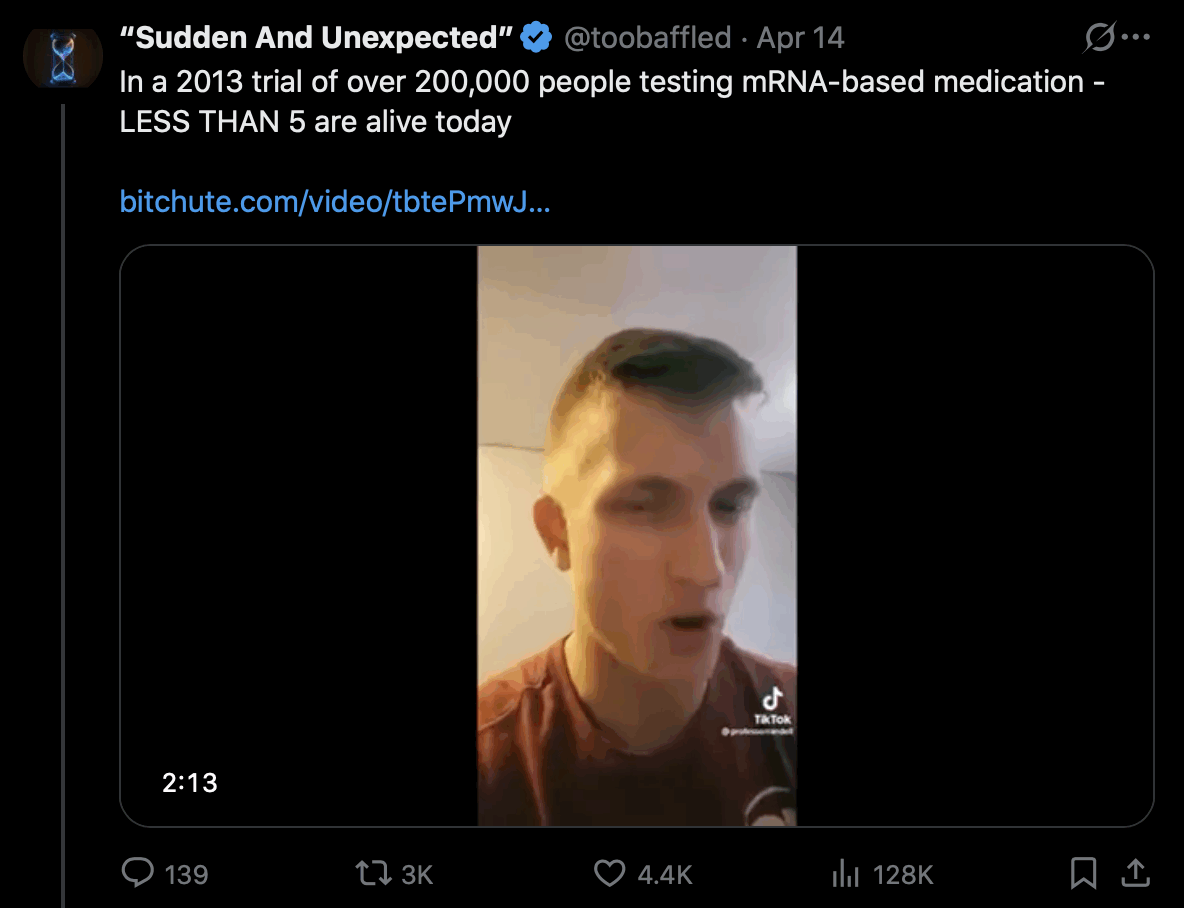 “Sudden And Unexpected” @toobaffled · Apr 14
In a 2013 trial of over 200,000 people testing mRNA-based medication -
LESS THAN 5 are alive today
bitchute.com/video/tbtePmwJ...
TikTok
2:13
139 3K 4.4K 128K